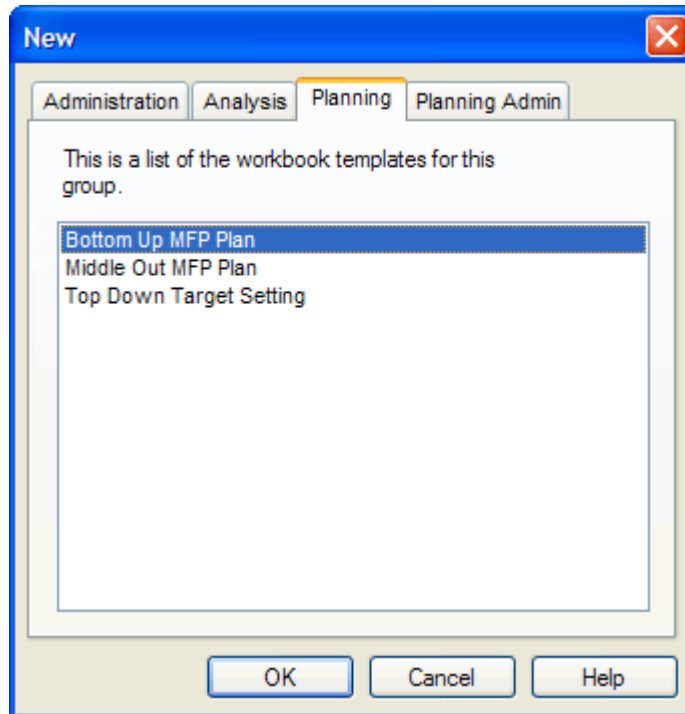 New
Administration Analysis Planning Planning Admin
This is a list of the workbook templates for this
group.
Bottom Up MFP Plan
Middle Out MFP Plan
Top Down Target Setting
OK Cancel Help